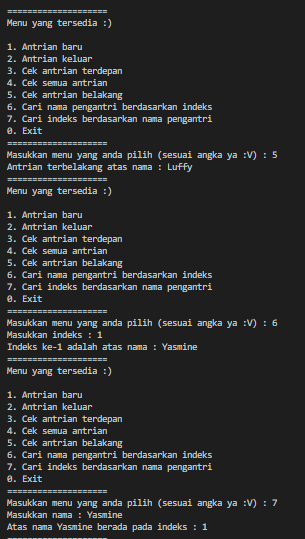 ====================
Menu yang tersedia :)
1. Antrian baru
2. Antrian keluar
3. Cek antrian terdepan
4. Cek semua antrian
5. Cek antrian belakang
6. Cari nama pengantri berdasarkan indeks
7. Cari indeks berdasarkan nama pengantri
0. Exit
====================
Masukkan menu yang anda pilih (sesuai angka ya :V) : 5
Antrian terbelakang atas nama : Luffy
====================
Menu yang tersedia :)
1. Antrian baru
2. Antrian keluar
3. Cek antrian terdepan
4. Cek semua antrian
5. Cek antrian belakang
6. Cari nama pengantri berdasarkan indeks
7. Cari indeks berdasarkan nama pengantri
0. Exit
====================
Masukkan menu yang anda pilih (sesuai angka ya :V) : 6
Masukkan indeks : 1
Indeks ke-1 adalah atas nama : Yasmine
====================
Menu yang tersedia :)
1. Antrian baru
2. Antrian keluar
3. Cek antrian terdepan
4. Cek semua antrian
5. Cek antrian belakang
6. Cari nama pengantri berdasarkan indeks
7. Cari indeks berdasarkan nama pengantri
0. Exit
====================
Masukkan menu yang anda pilih (sesuai angka ya :V) : 7
Masukkan nama : Yasmine
Atas nama Yasmine berada pada indeks : 1
====================